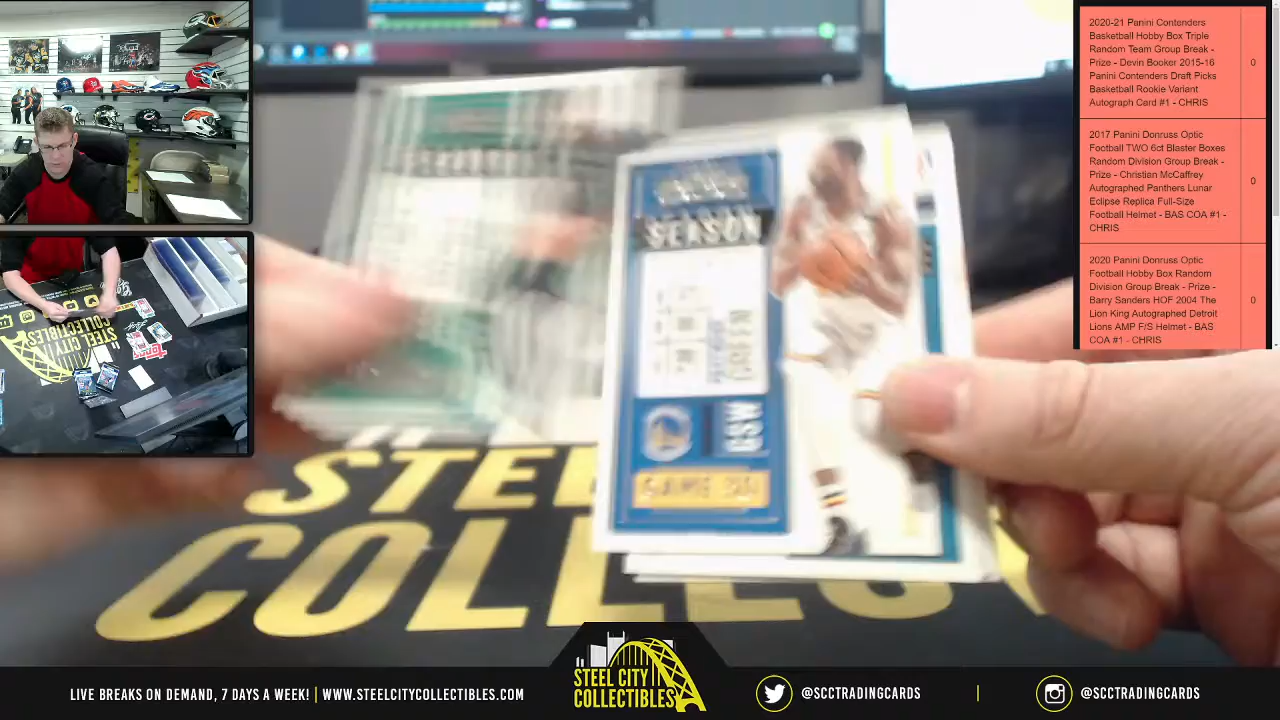 2020-21 Panini Contenders
Basketball Hobby Box Triple
Random Team Group Break -
Prize - Devin Booker 2015-16
Panini Contenders Draft Picks
Basketball Rookie Variant
Autograph Card #1 - CHRIS
0
2017 Panini Donruss Optic
Football TWO 6ct Blaster Boxes
Random Division Group Break -
Prize - Christian McCaffrey
Autographed Panthers Lunar
Eclipse Replica Full-Size
Football Helmet - BAS COA #1 -
CHRIS
0
2020 Panini Donruss Optic
Football Hobby Box Random
Division Group Break - Prize -
Barry Sanders HOF 2004 The
Lion King Autographed Detroit
Lions AMP F/S Helmet - BAS
COA #1 - CHRIS
0
SEASON
GSW
STEEL CITY
COLLECTIBLES
STEE
COLLE
LIVE BREAKS ON DEMAND, 7 DAYS A WEEK! | WWW.STEELCITYCOLLECTIBLES.COM
STEEL CITY
COLLECTIBLES
@SCCTRADINGCARDS | @SCCTRADINGCARDS